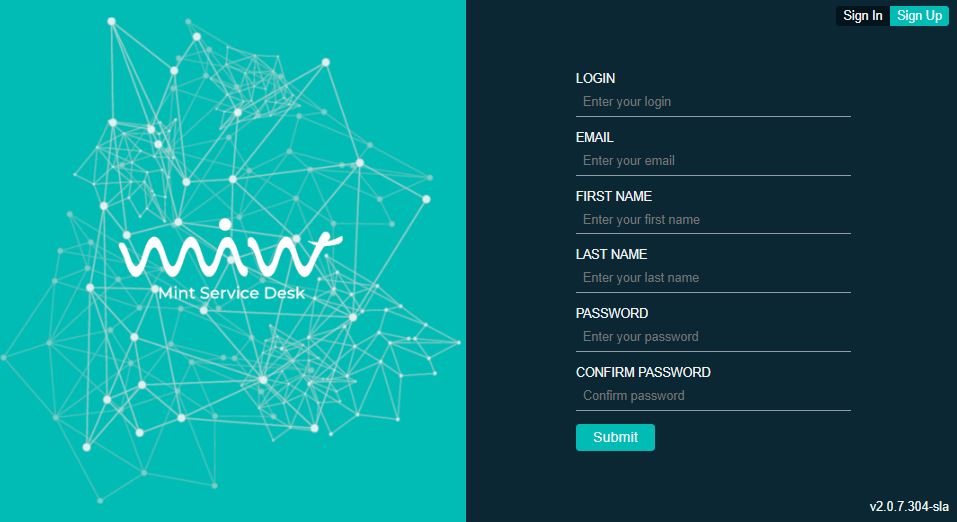 Sign In Sign Up
LOGIN
Enter your login
EMAIL
Enter your email
FIRST NAME
Enter your first name
LAST NAME
Enter your last name
PASSWORD
Enter your password
CONFIRM PASSWORD
Confirm password
Submit
mint
Mint Service Desk
v2.0.7.304-sla